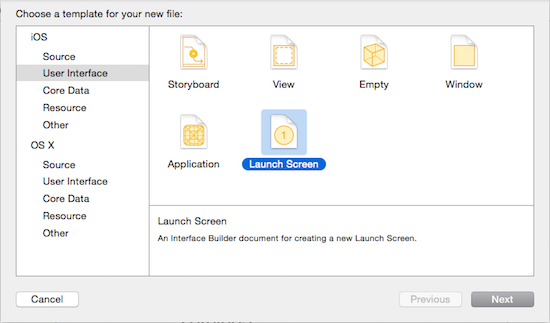 Choose a template for your new file:
iOS
Source
User Interface
Core Data
Resource
Other
OS X
Source
User Interface
Core Data
Resource
Other
Storyboard
View
Empty
Window
Application
1
Launch Screen
Launch Screen
An Interface Builder document for creating a new Launch Screen.
Cancel
Previous
Next